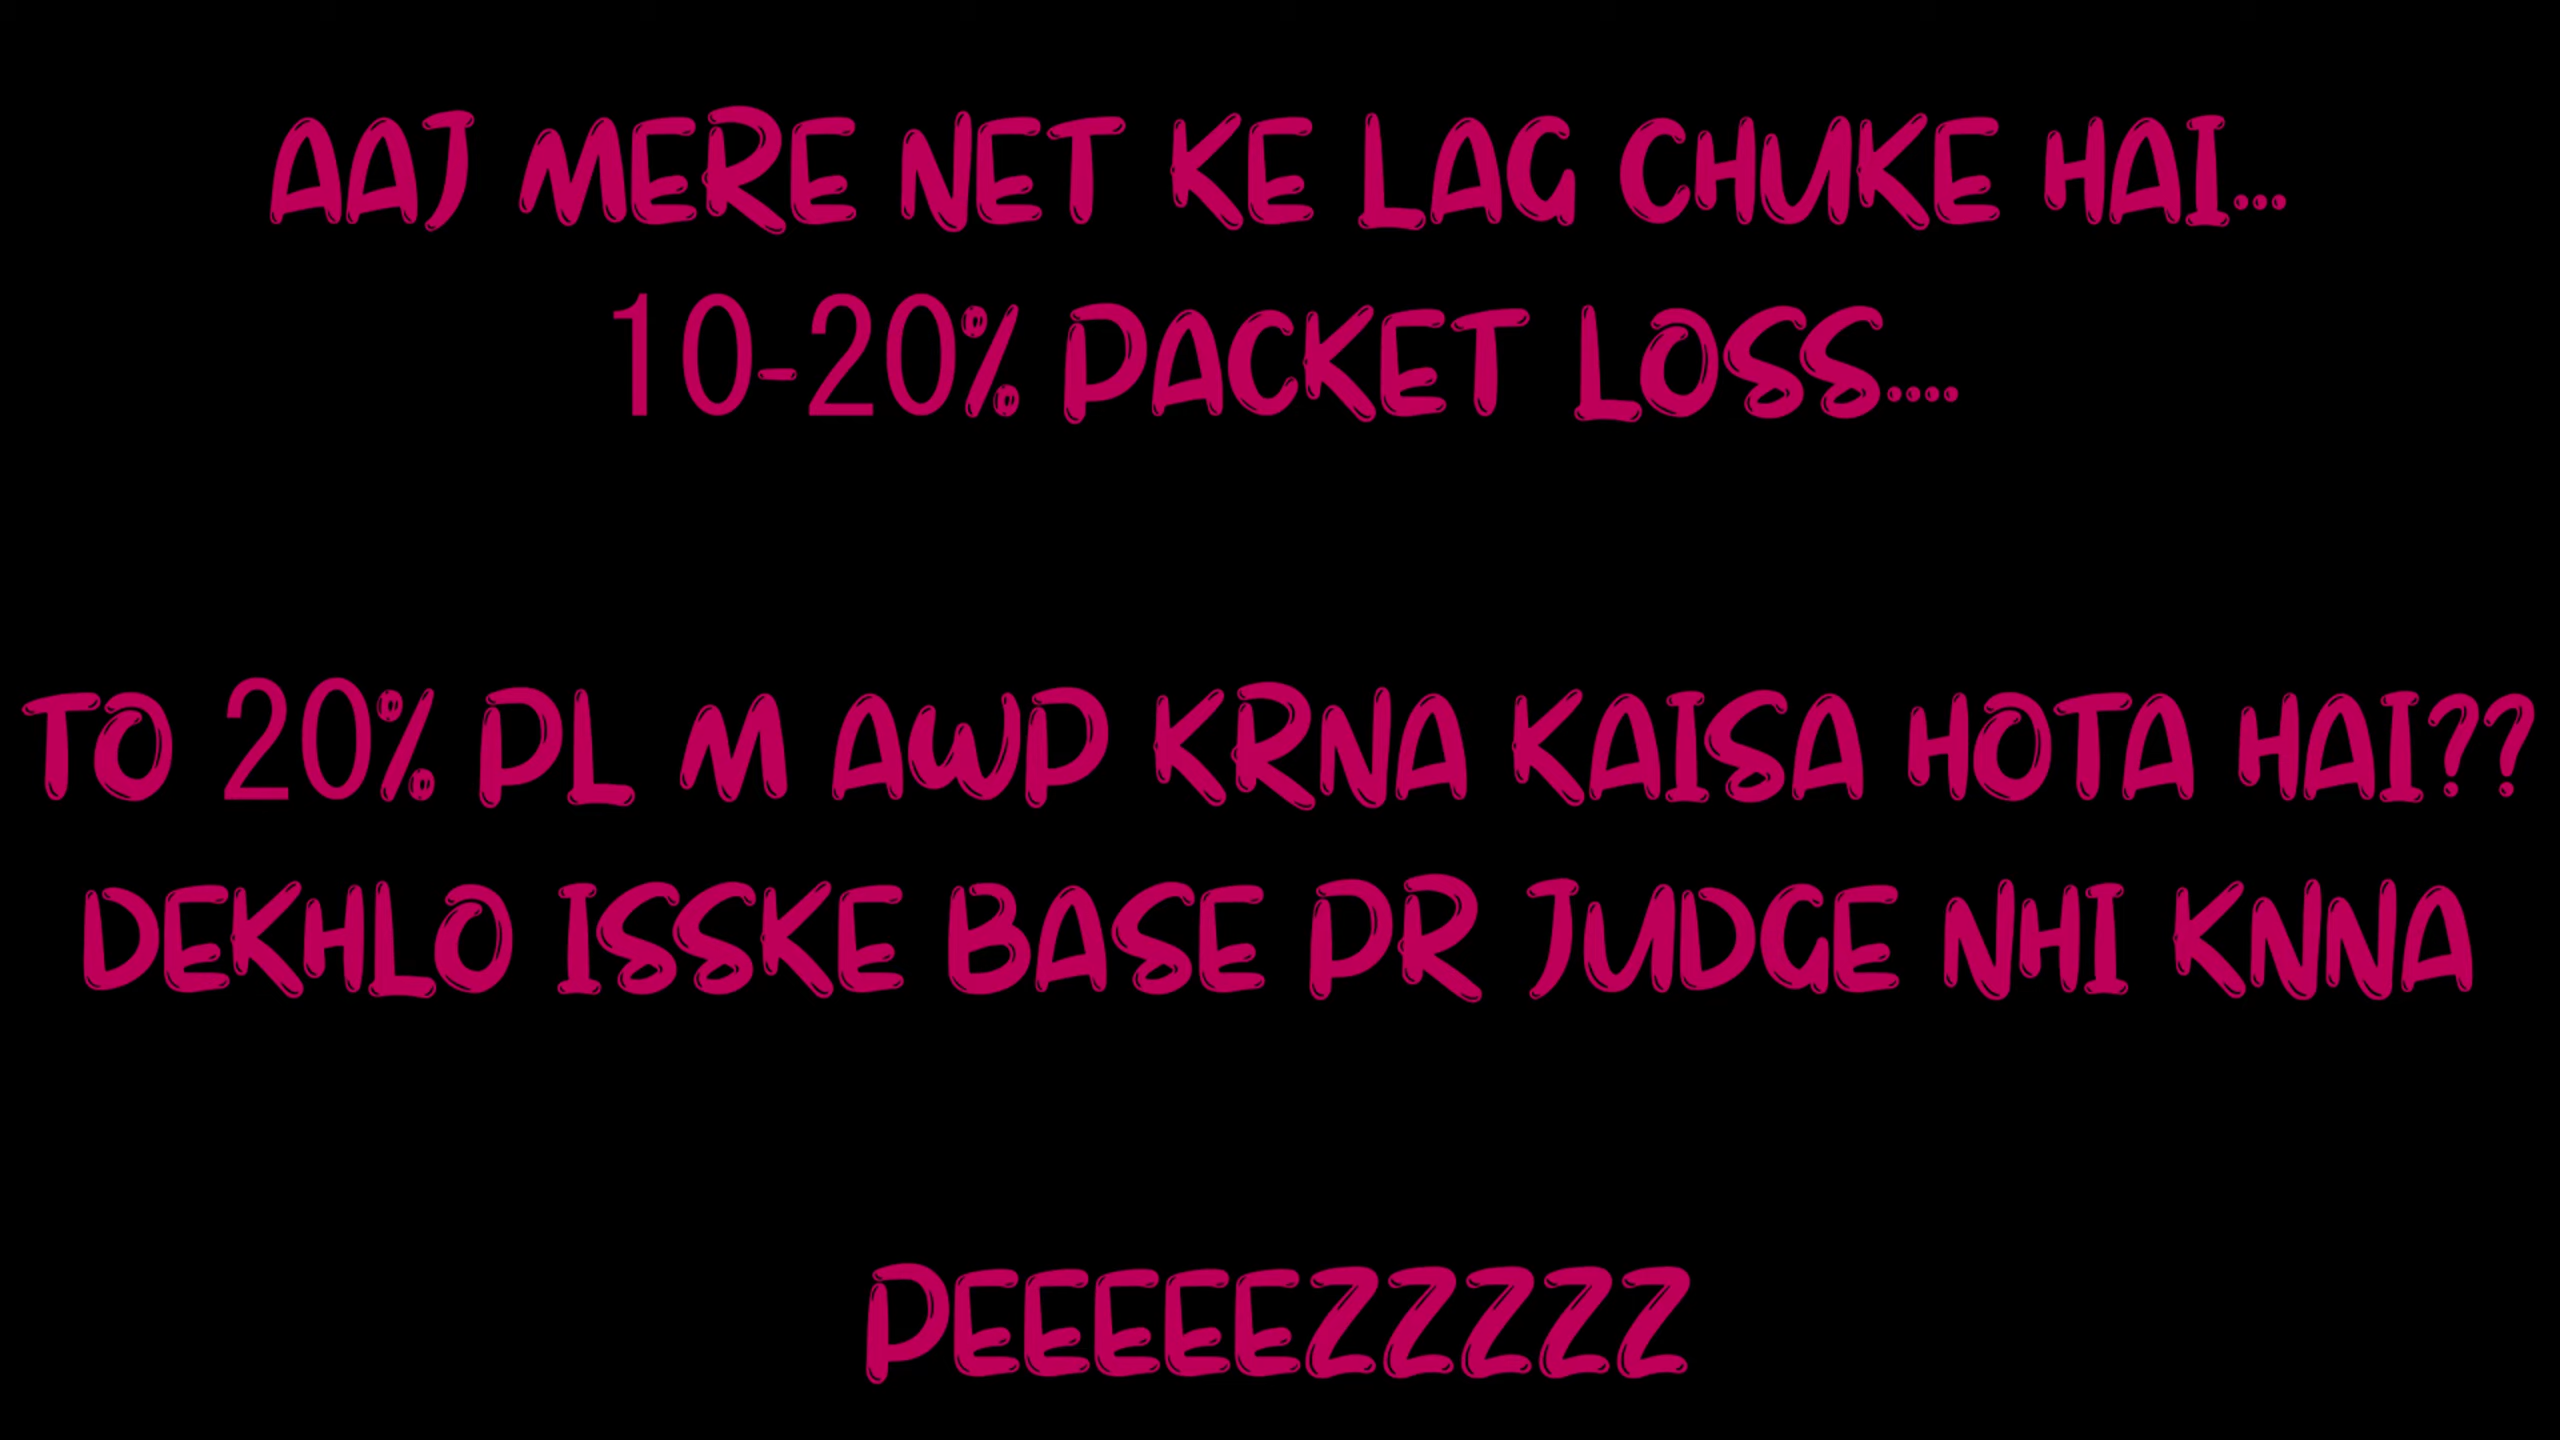 AAJ MERE NET KE LAG CHUKE HAI...
10-20% PACKET LOSS....
TO 20% PL M AWP KRNA KAISA HOTA HAI??
DEKHLO ISSKE BASE PR JUDGE NHI KNNA
PEEEEEZZZZZ